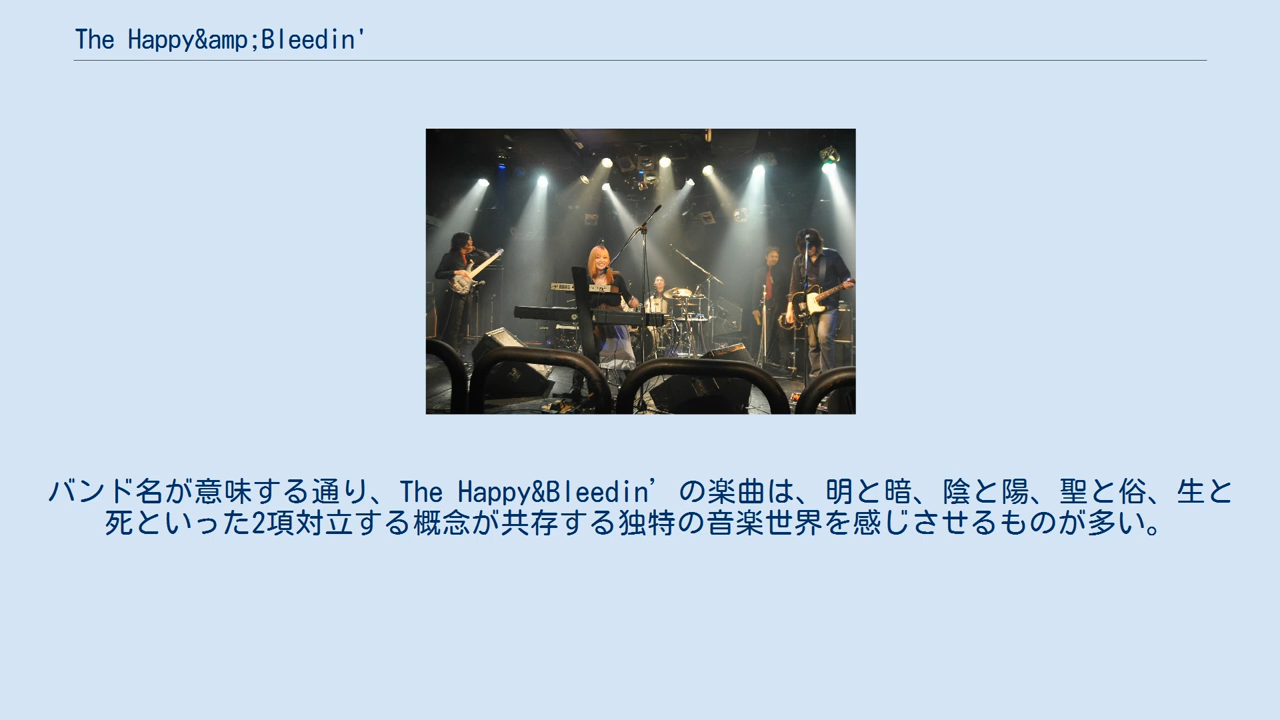 The Happy&amp;Bleedin'
バンド名が意味する通り、The Happy&Bleedin’の楽曲は、明と暗、陰と陽、聖と俗、生と
死といった2項対立する概念が共存する独特の音楽世界を感じさせるものが多い。